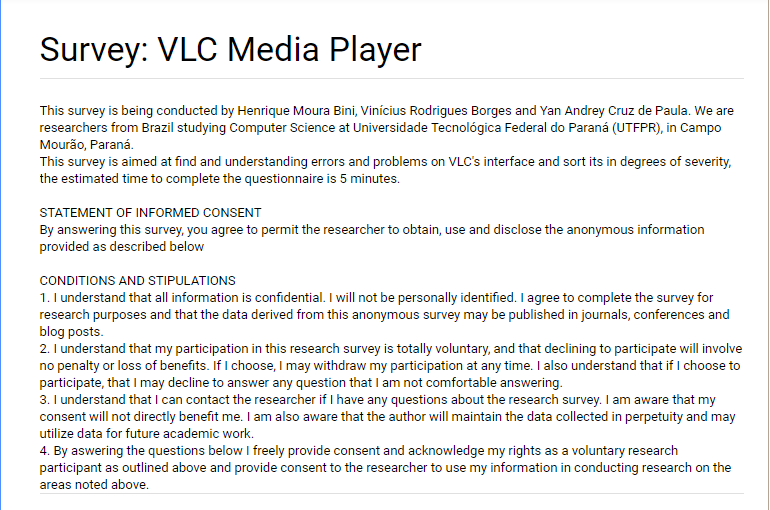 Survey: VLC Media Player
This survey is being conducted by Henrique Moura Bini, Vinícius Rodrigues Borges and Yan Andrey Cruz de Paula. We are
researchers from Brazil studying Computer Science at Universidade Tecnológica Federal do Paraná (UTFPR), in Campo
Mourão, Paraná.
This survey is aimed at find and understanding errors and problems on VLC's interface and sort its in degrees of severity,
the estimated time to complete the questionnaire is 5 minutes.
STATEMENT OF INFORMED CONSENT
By answering this survey, you agree to permit the researcher to obtain, use and disclose the anonymous information
provided as described below
CONDITIONS AND STIPULATIONS
1. I understand that all information is confidential. I will not be personally identified. I agree to complete the survey for
research purposes and that the data derived from this anonymous survey may be published in journals, conferences and
blog posts.
2. I understand that my participation in this research survey is totally voluntary, and that declining to participate will involve
no penalty or loss of benefits. If I choose, I may withdraw my participation at any time. I also understand that if I choose to
participate, that I may decline to answer any question that I am not comfortable answering.
3. I understand that I can contact the researcher if I have any questions about the research survey. I am aware that my
consent will not directly benefit me. I am also aware that the author will maintain the data collected in perpetuity and may
utilize data for future academic work.
4. By aswering the questions below I freely provide consent and acknowledge my rights as a voluntary research
participant as outlined above and provide consent to the researcher to use my information in conducting research on the
areas noted above.